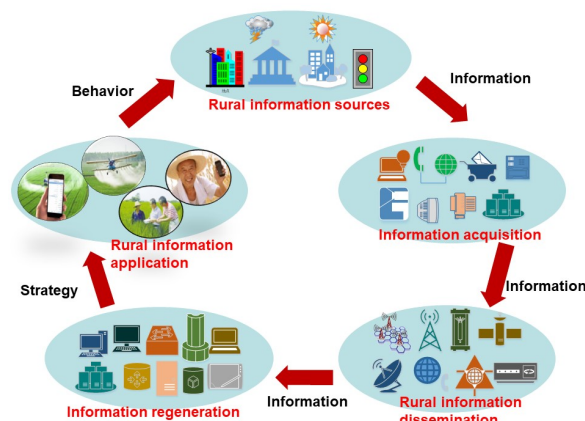 Rural information sources
Behavior
Information
Information acquisition
Information
Rural information
dissemination
Information
Information regeneration
Strategy
Rural information
application